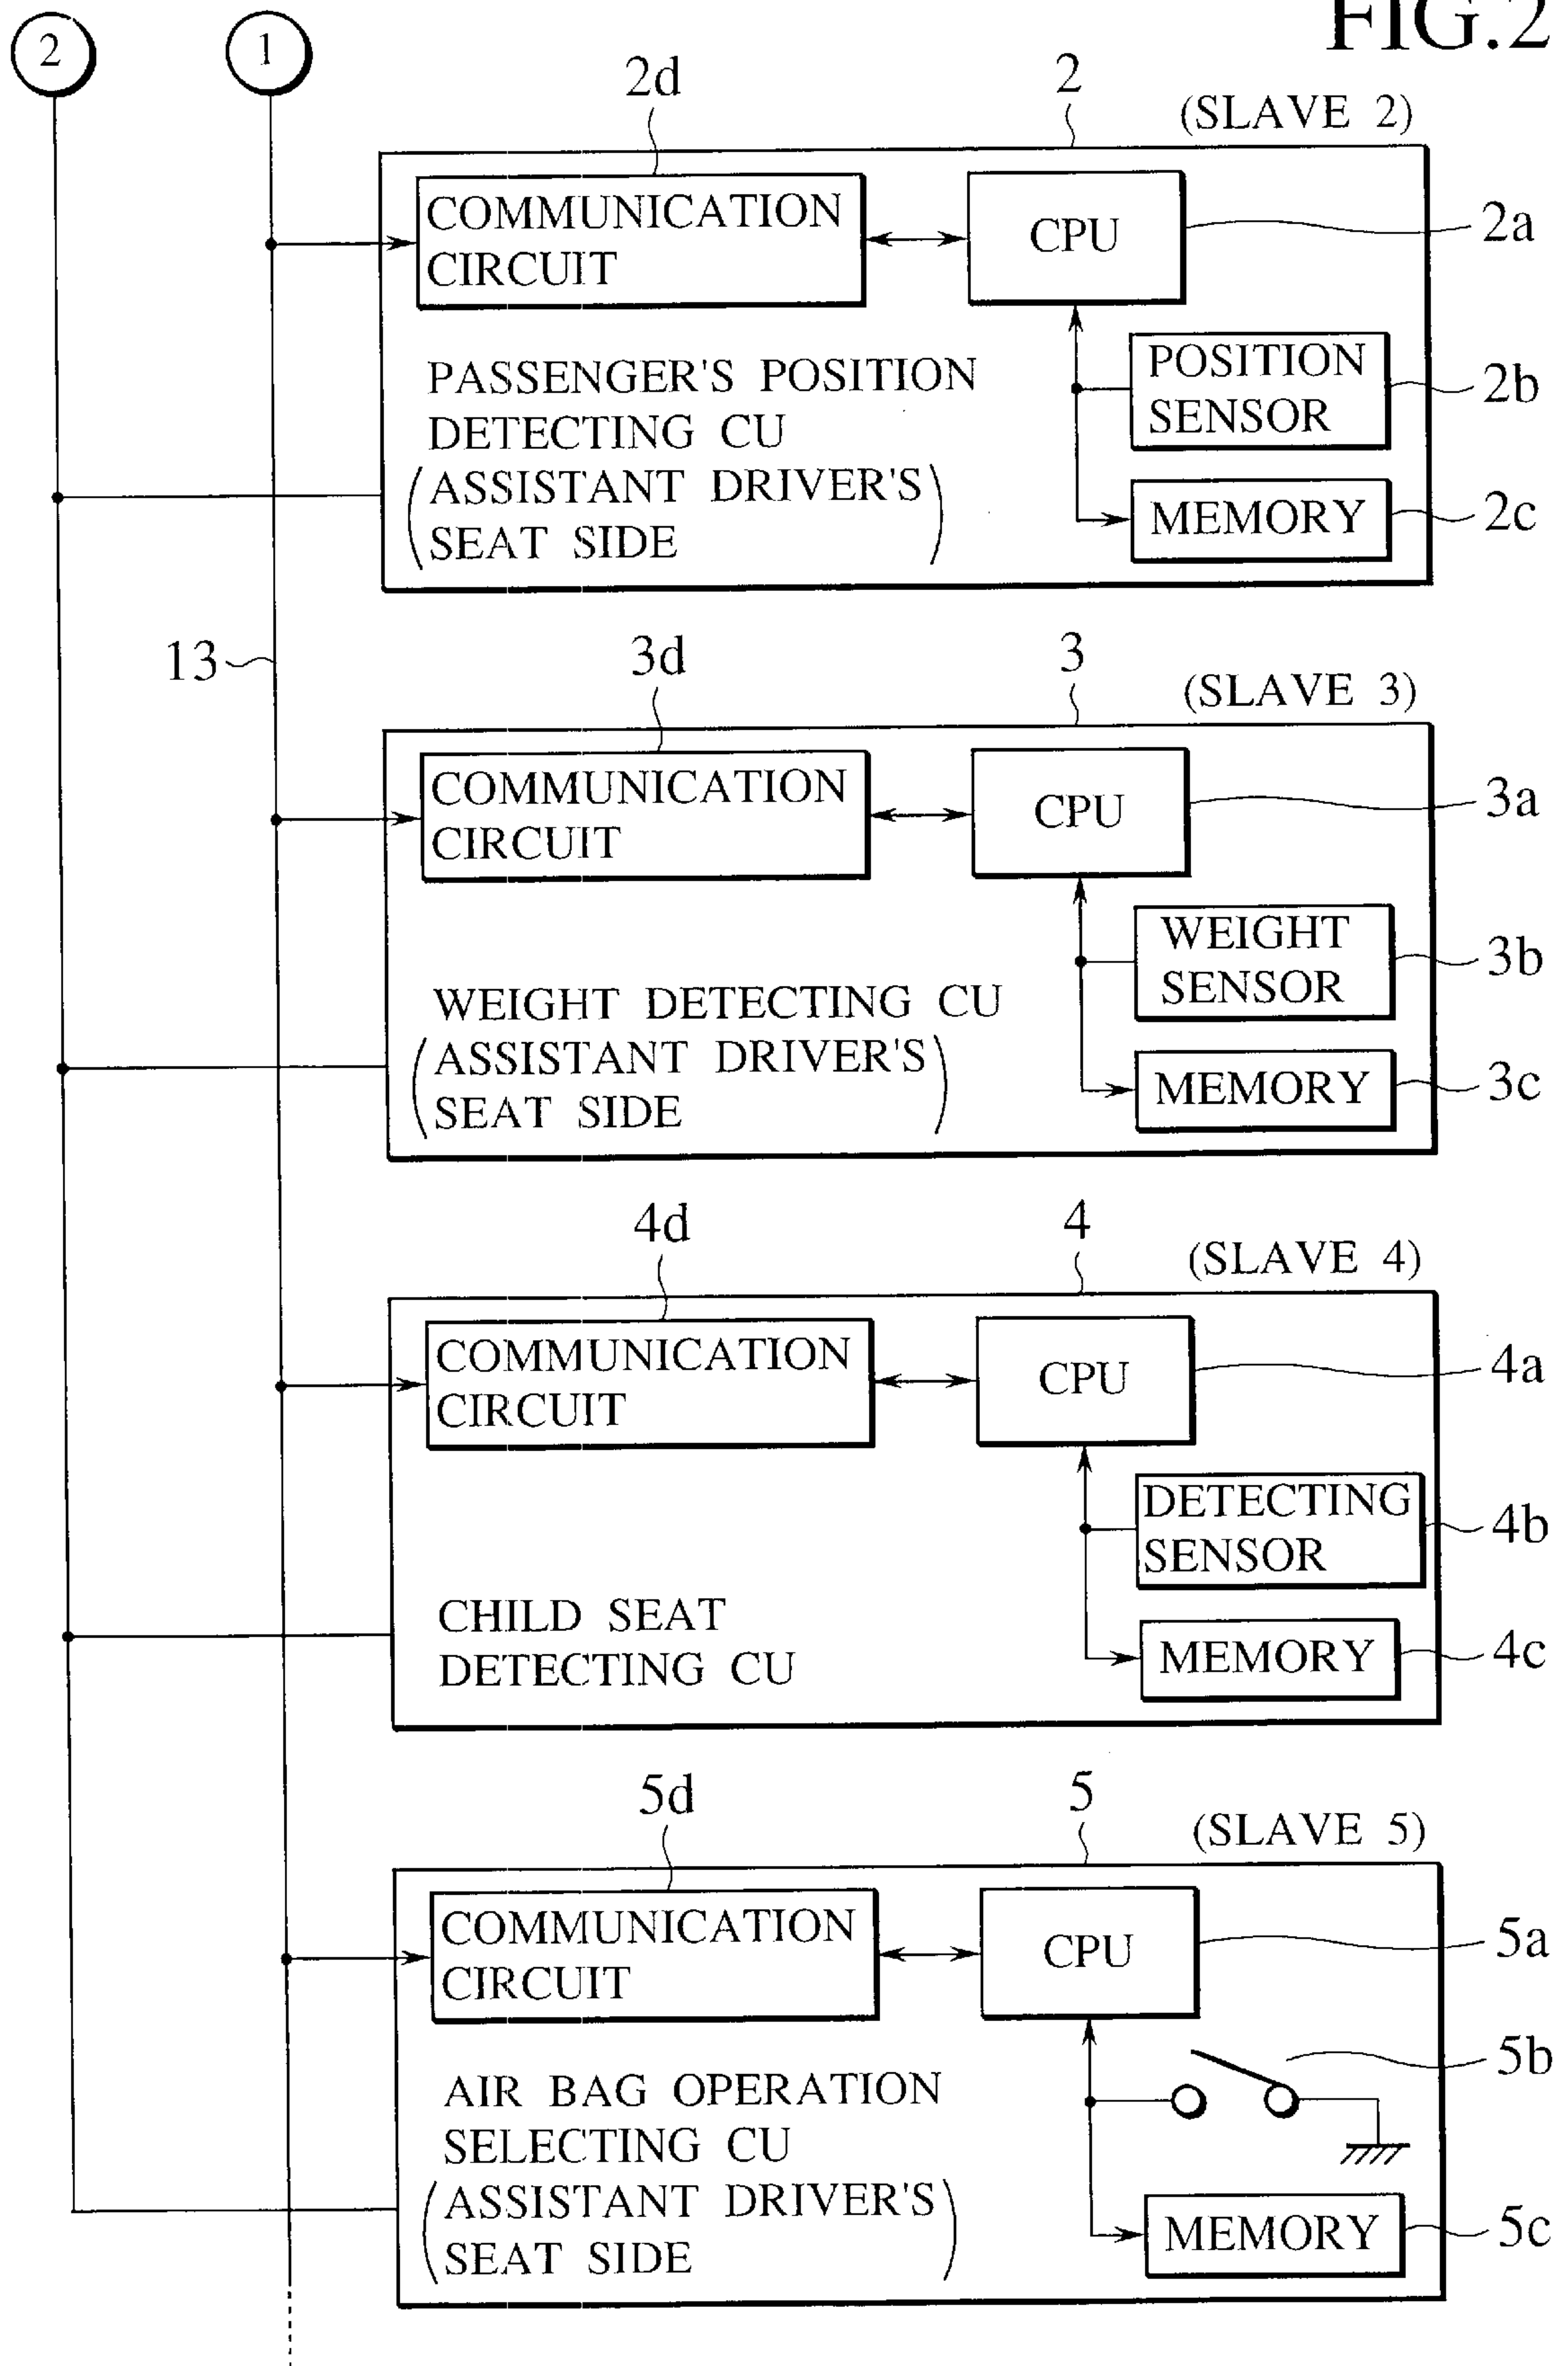 FIG.2
2
1
2d
2
(SLAVE 2)
COMMUNICATION
CIRCUIT
CPU
2a
PASSENGER'S POSITION
DETECTING CU
(ASSISTANT DRIVER'S
SEAT SIDE)
POSITION
SENSOR
2b
MEMORY
2c
13
3d
3
(SLAVE 3)
COMMUNICATION
CIRCUIT
CPU
3a
WEIGHT
SENSOR
3b
WEIGHT DETECTING CU
(ASSISTANT DRIVER'S
SEAT SIDE)
MEMORY
3c
4d
4
(SLAVE 4)
COMMUNICATION
CIRCUIT
CPU
4a
DETECTING
SENSOR
4b
CHILD SEAT
DETECTING CU
MEMORY
4c
5d
5
(SLAVE 5)
COMMUNICATION
CIRCUIT
CPU
5a
5b
AIR BAG OPERATION
SELECTING CU
(ASSISTANT DRIVER'S
SEAT SIDE)
MEMORY
5c